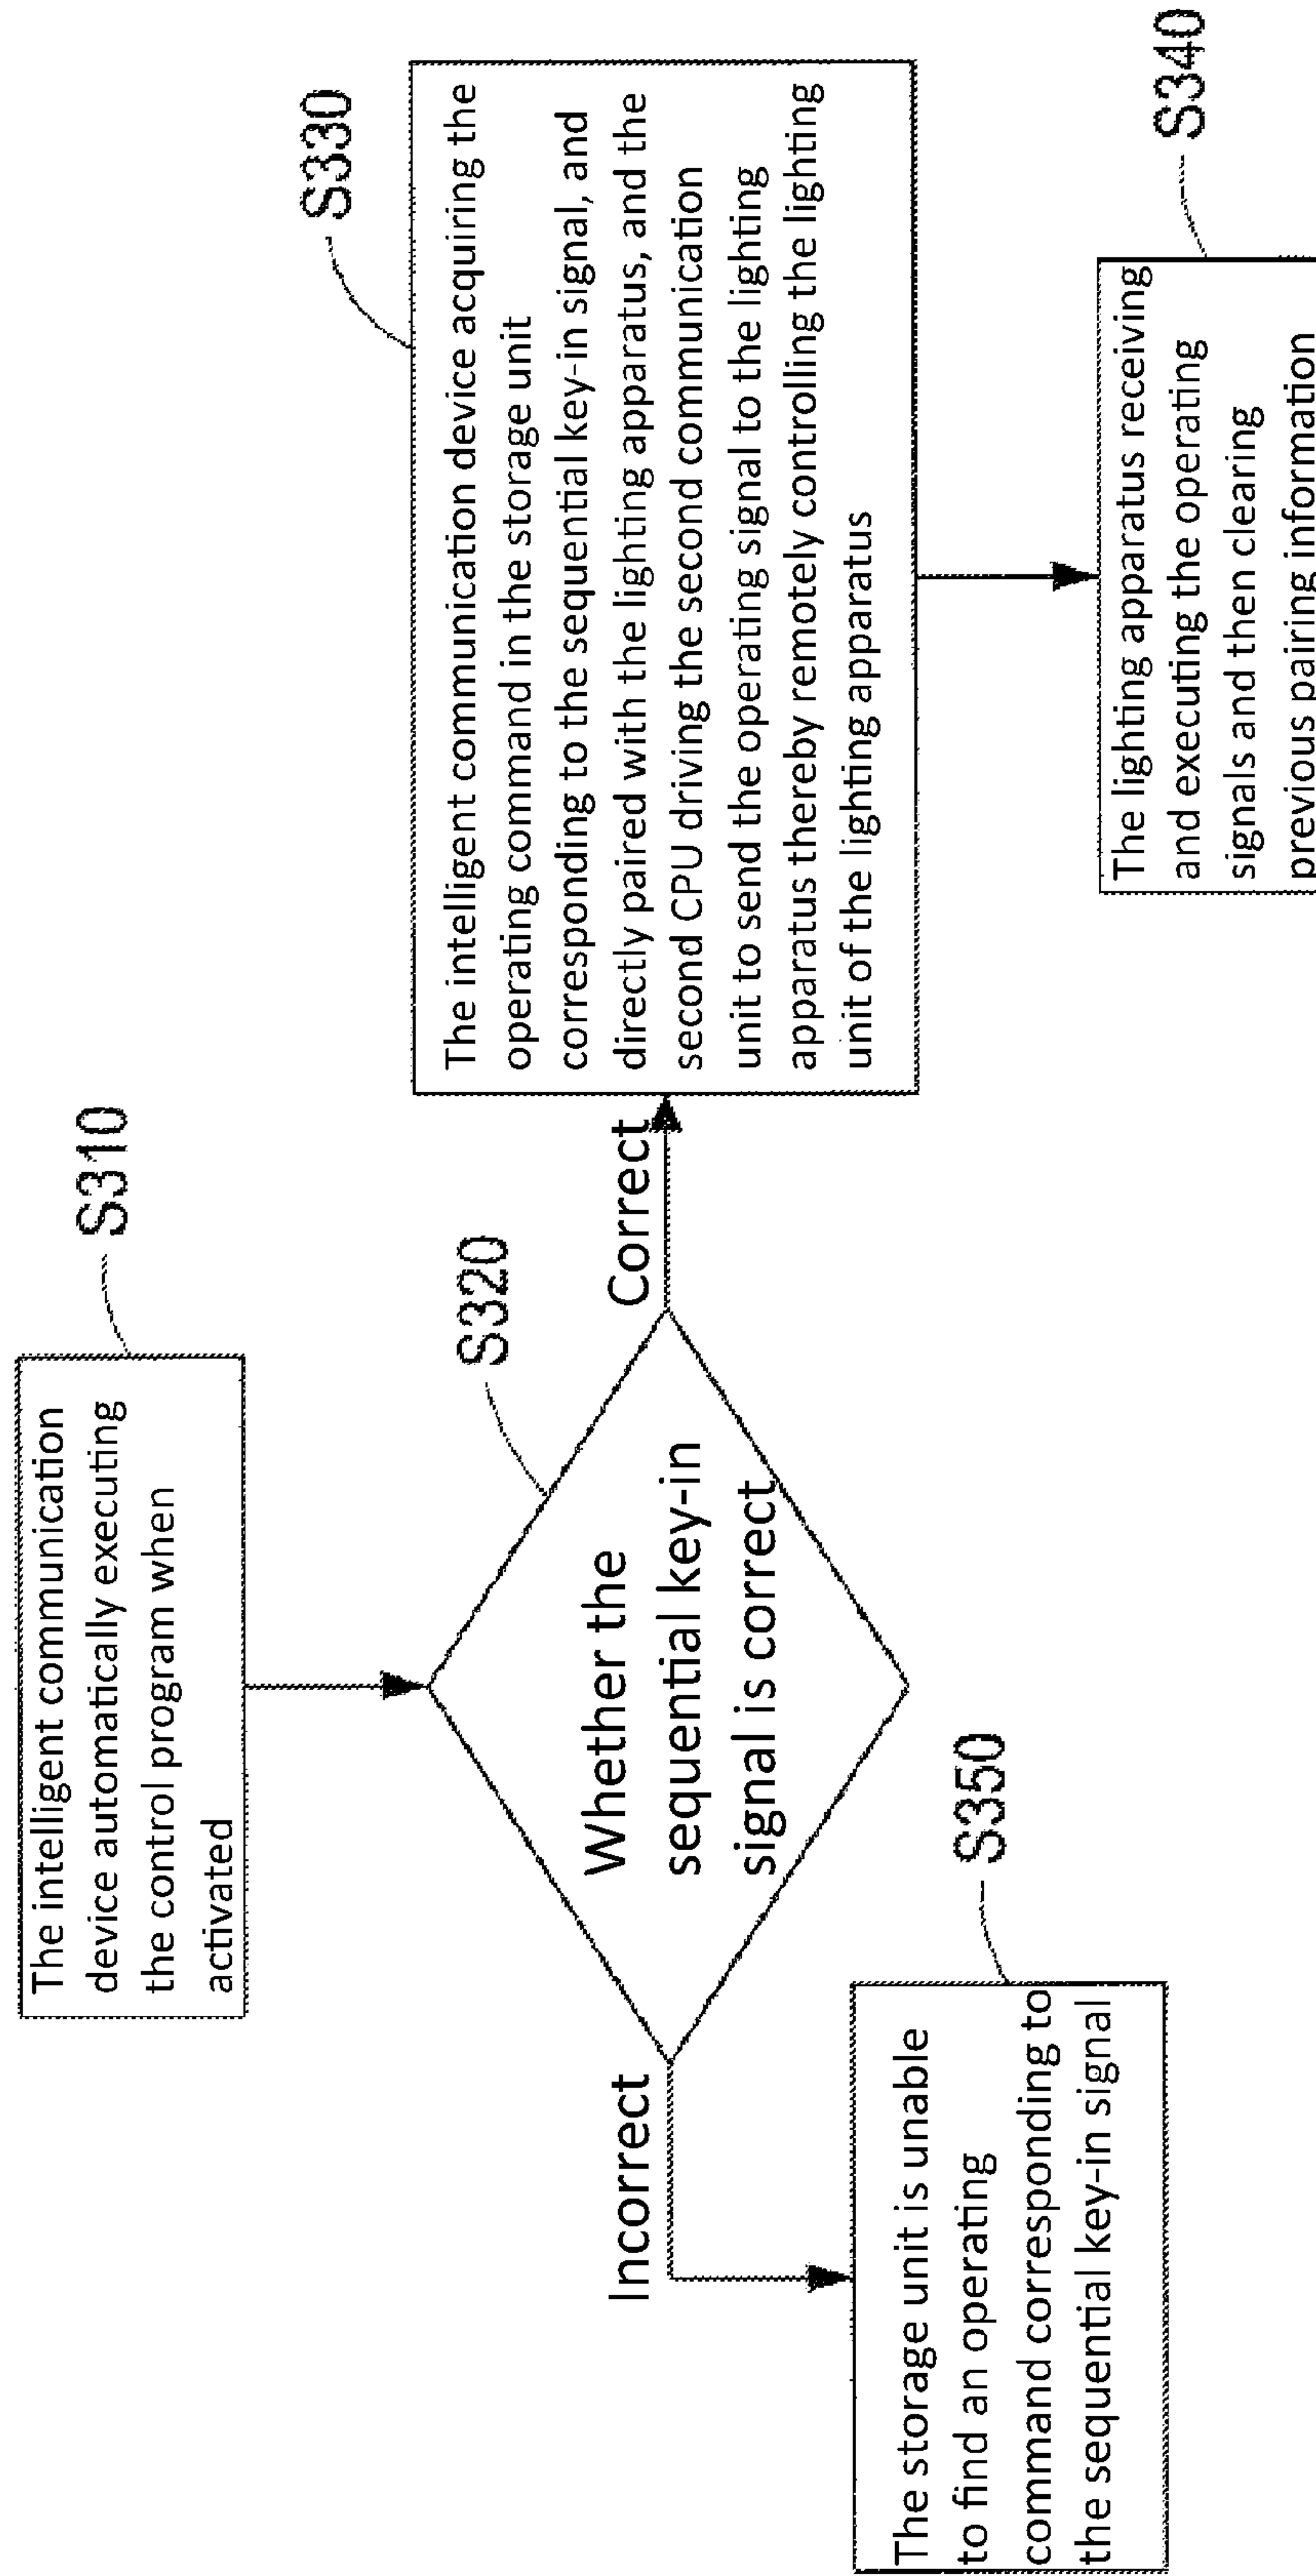 S310
The intelligent communication
device automatically executing
the control program when
activated
S320
Whether the
sequential key-in
signal is correct
Correct
S330
The intelligent communication device acquiring the
operating command in the storage unit
corresponding to the sequential key-in signal, and
directly paired with the lighting apparatus, and the
second CPU driving the second communication
unit to send the operating signal to the lighting
apparatus thereby remotely controlling the lighting
unit of the lighting apparatus
S340
The lighting apparatus receiving
and executing the operating
signals and then clearing
previous pairing information
Incorrect
S350
The storage unit is unable
to find an operating
command corresponding to
the sequential key-in signal